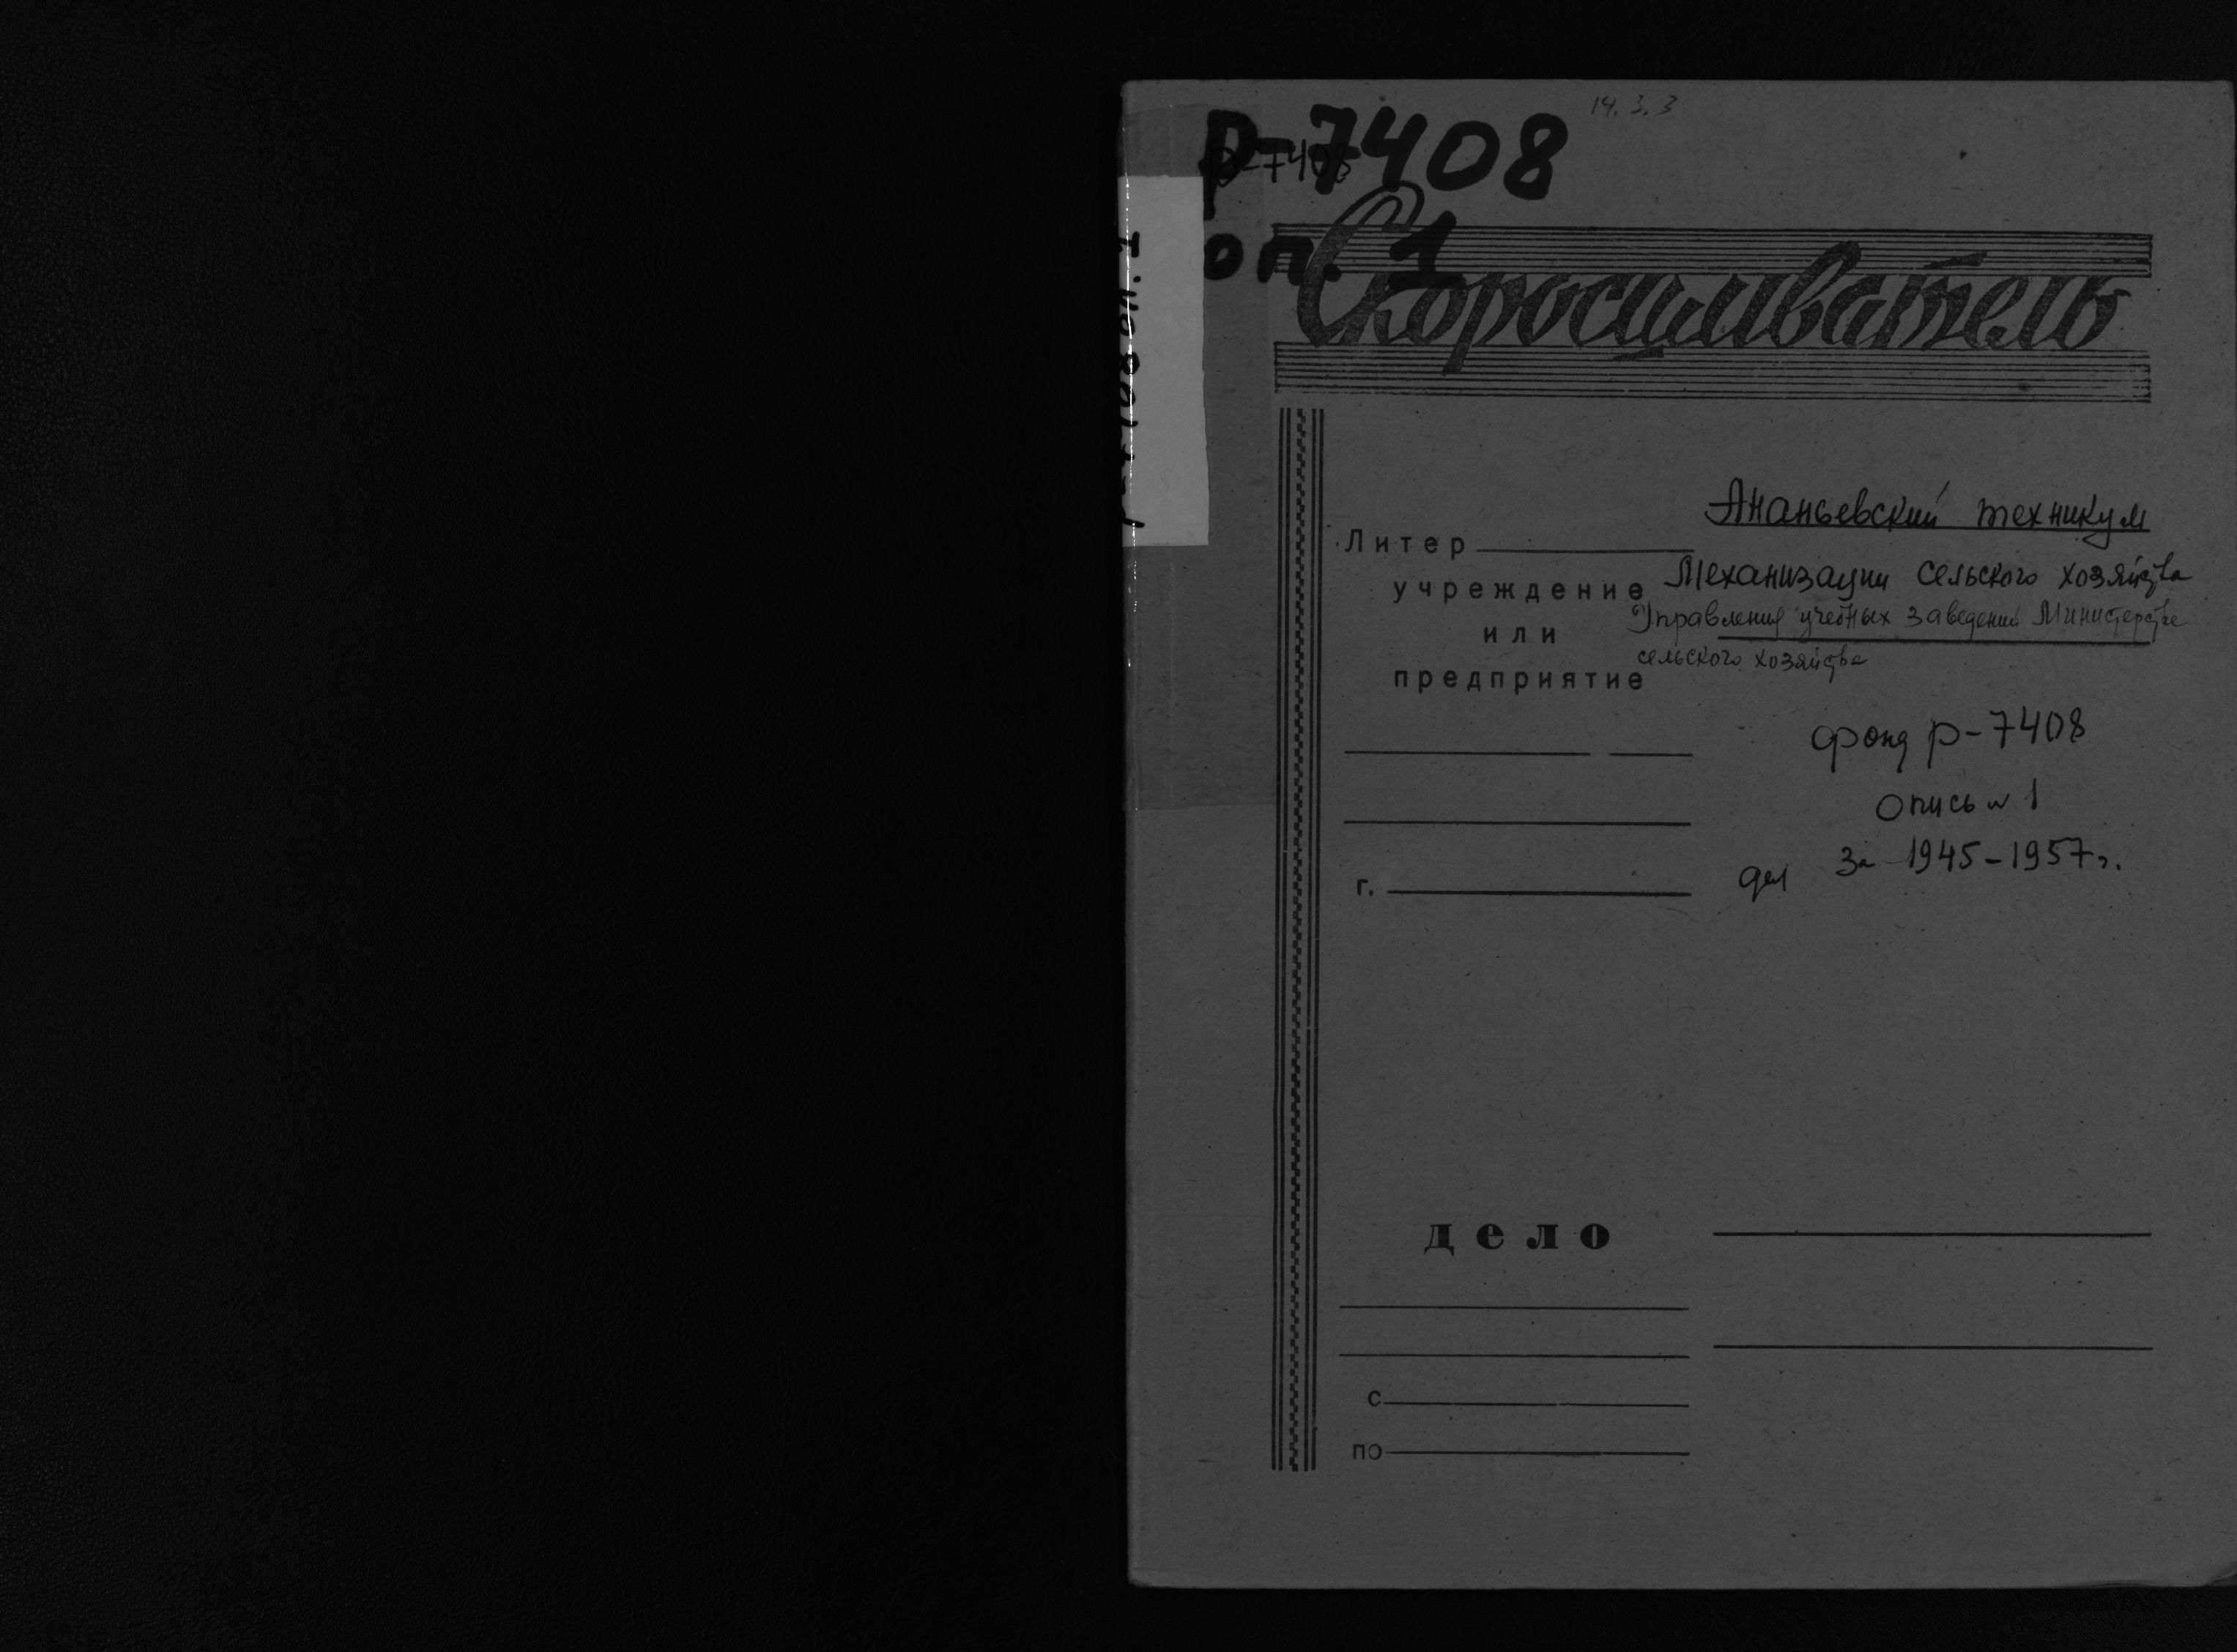 14.3.3
р-7408
р-7408
оп. 1
Скоросшиватель
Ананьевский техникум
Литер
Механизации сельского хозяйства
учреждение
Управления учебных заведений Министерства
или
сельского хозяйства
предприятие
фонд р-7408
Опись № 1
За 1945-1957 г.
дел
г.
дело
с
по